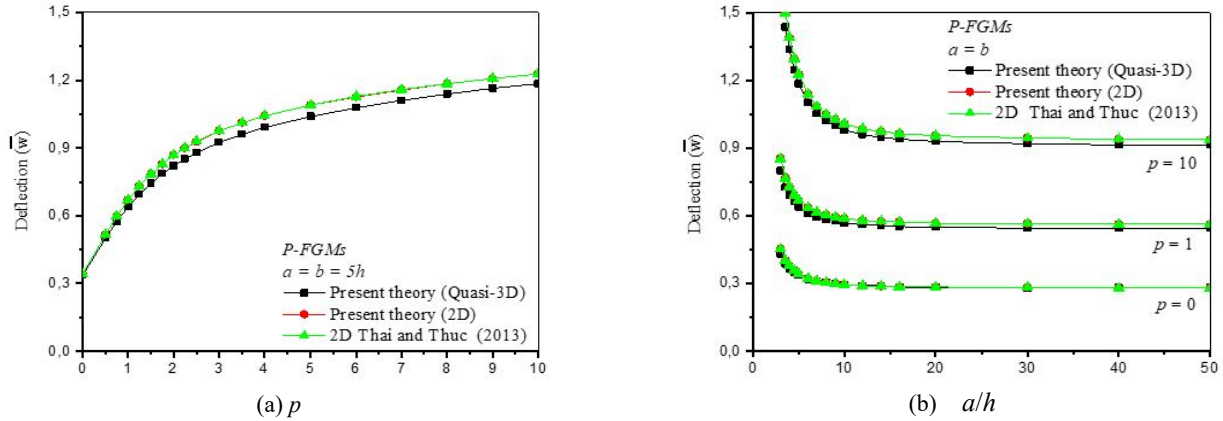 1,5
1,2
0,9
0,6
0,3
0,0
Deflection (w̅)
P-FGMs
a = b = 5h
Present theory (Quasi-3D)
Present theory (2D)
2D Thai and Thuc (2013)
0 1 2 3 4 5 6 7 8 9 10
(a) p
1,5
1,2
0,9
0,6
0,3
0,0
Deflection (w̅)
P-FGMs
a = b
Present theory (Quasi-3D)
Present theory (2D)
2D Thai and Thuc (2013)
p = 10
p = 1
p = 0
0 10 20 30 40 50
(b) a/h